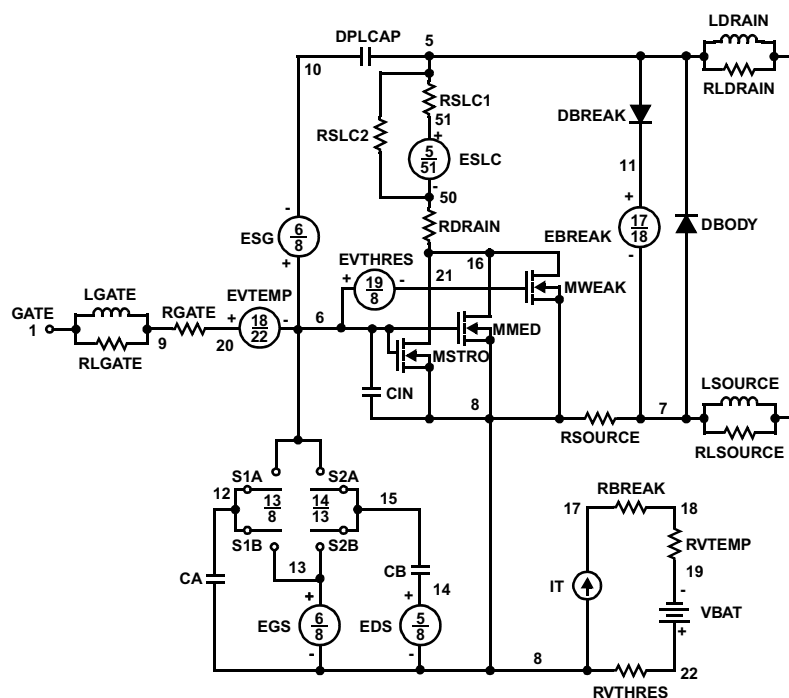 LDRAIN
DPLCAP 5
10
RLDRAIN
RSLC1
51
DBREAK
RSLC2
+
5
51
ESLC
11
-
50
-
+
17
18
RDRAIN
DBODY
ESG
6
8
EBREAK
EVTHRES
16
+
+
19
8
-
21
-
MWEAK
LGATE
EVTEMP
GATE
1
RGATE
+
18
22
-
6
MMED
9
20
MSTRO
RLGATE
LSOURCE
CIN
8
7
RSOURCE
RLSOURCE
S1A
S2A
12
13
8
14
13
15
RBREAK
17
18
S1B
S2B
RVTEMP
13
CB
19
CA
14
IT
-
+
+
VBAT
EGS
6
8
EDS
5
8
+
-
-
8
22
RVTHRES